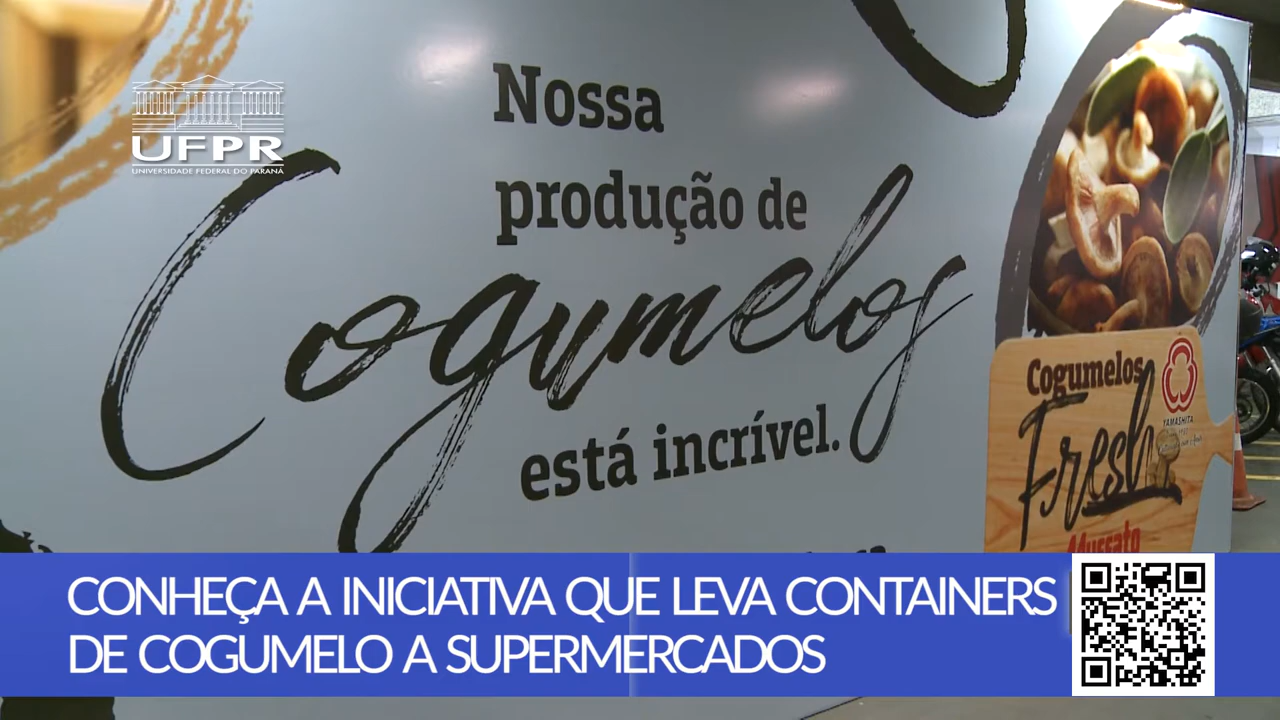 UFPR
UNIVERSIDADE FEDERAL DO PARANÁ
Nossa
produção de
Cogumelos
está incrível.
Cogumelos
Fresh
YAMASHITA
Mussato
CONHEÇA A INICIATIVA QUE LEVA CONTAINERS
DE COGUMELO A SUPERMERCADOS